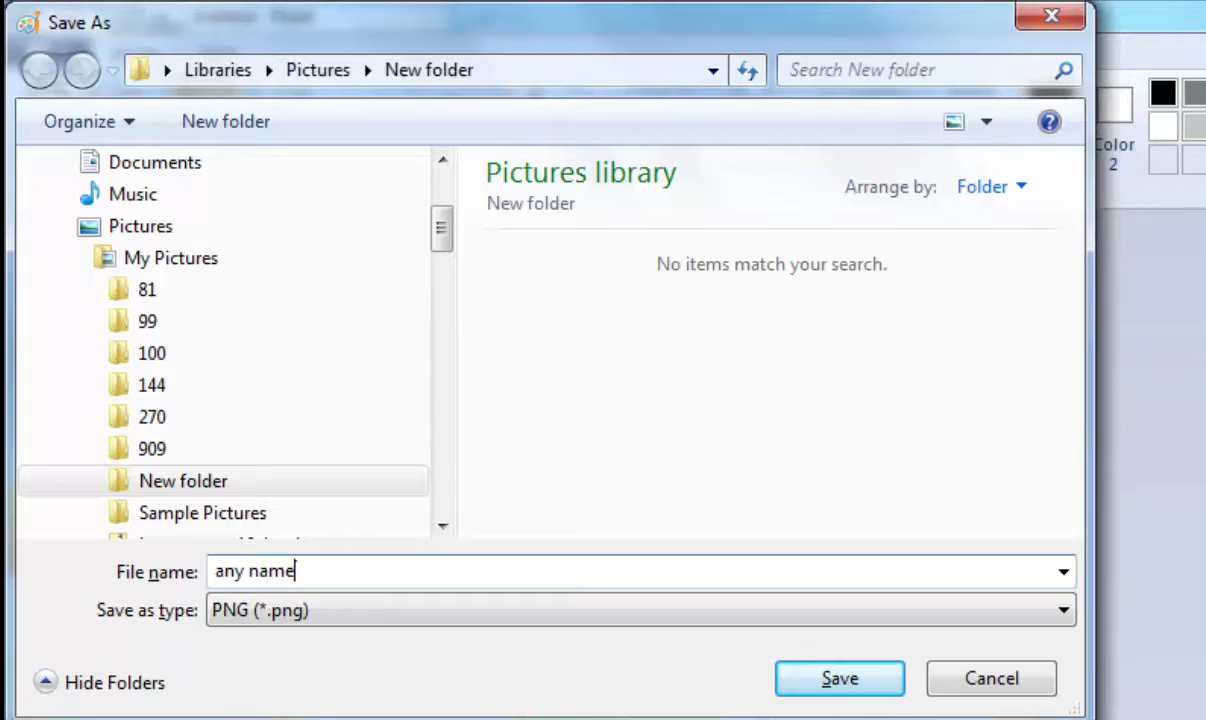 Save As
Libraries Pictures New folder
Search New folder
Organize New folder
Documents
Music
Pictures
My Pictures
81
99
100
144
270
909
New folder
Sample Pictures
Pictures library
New folder
Arrange by: Folder
No items match your search.
File name: any name
Save as type: PNG (*.png)
Hide Folders
Save
Cancel
Color
2